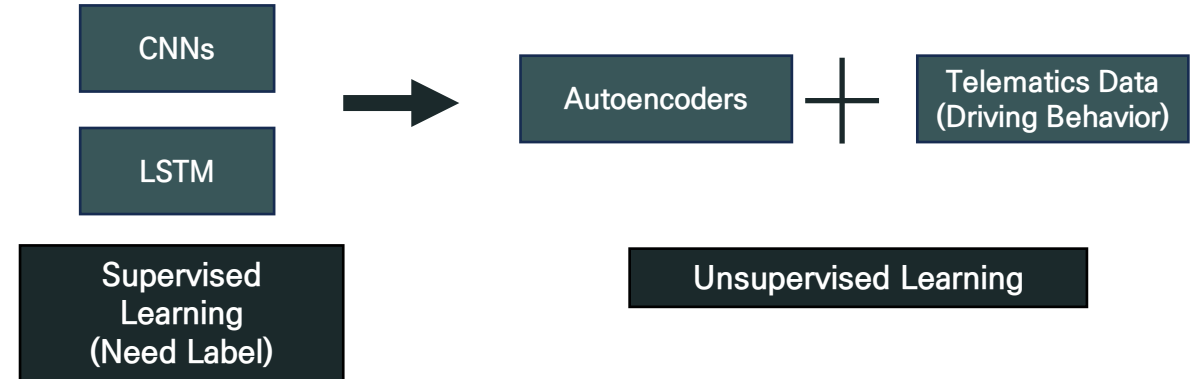 CNNs
LSTM
Supervised
Learning
(Need Label)
Autoencoders
Telematics Data
(Driving Behavior)
Unsupervised Learning